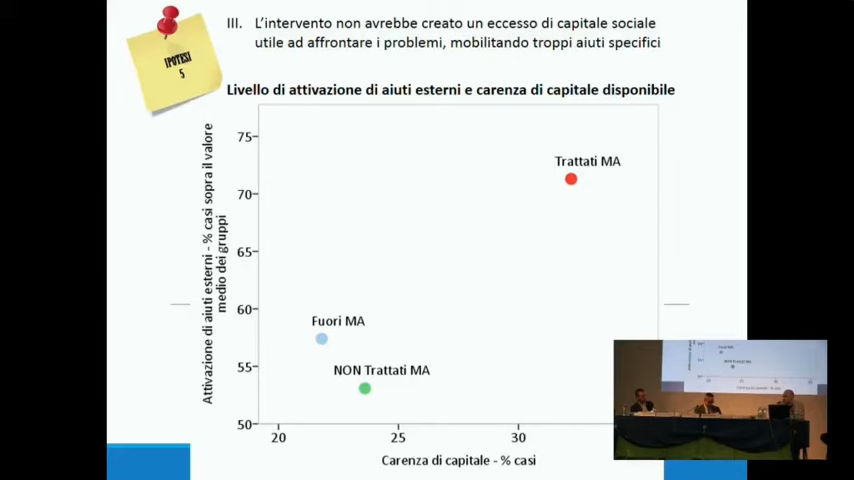 III. L’intervento non avrebbe creato un eccesso di capitale sociale
utile ad affrontare i problemi, mobilitando troppi aiuti specifici
IPOTESI
5
Livello di attivazione di aiuti esterni e carenza di capitale disponibile
Attivazione di aiuti esterni - % casi sopra il valore
medio dei gruppi
75
70
65
60
55
50
Trattati MA
Fuori MA
NON Trattati MA
20
25
30
Carenza di capitale - % casi